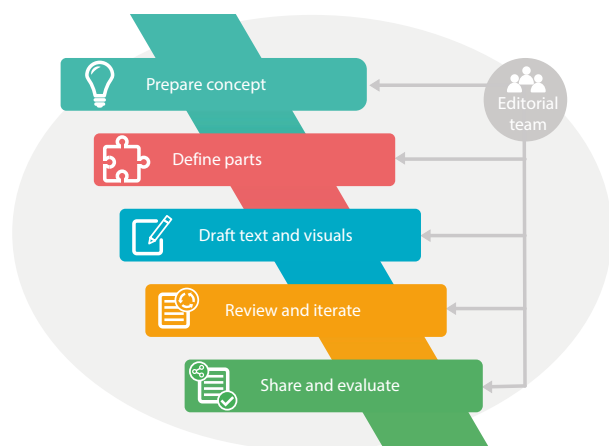 Prepare concept
Editorial
team
Define parts
Draft text and visuals
Review and iterate
Share and evaluate